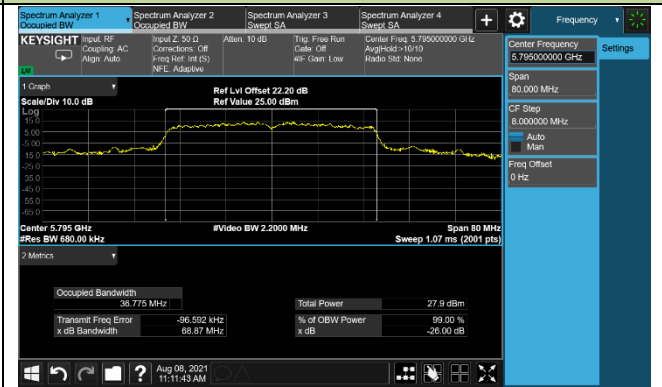 Spectrum Analyzer 1
Occupied BW
Spectrum Analyzer 2
Occupied BW
Spectrum Analyzer 3
Swept SA
Spectrum Analyzer 4
Swept SA
+
Frequency
KEYSIGHT
Input: RF
Coupling: AC
Align: Auto
Input Z: 50 Ω
Corrections: Off
Freq Ref: Int (S)
NFE: Adaptive
Atten: 10 dB
Trig: Free Run
Gate: Off
#IF Gain: Low
Center Freq: 5.795000000 GHz
Avg|Hold:>10/10
Radio Std: None
Center Frequency
5.795000000 GHz
Settings
Span
80.000 MHz
CF Step
8.000000 MHz
Auto
Man
Freq Offset
0 Hz
1 Graph
Scale/Div 10.0 dB
Ref Lvl Offset 22.20 dB
Ref Value 25.00 dBm
Log
15.0
5.00
-5.00
-15.0
-25.0
-35.0
-45.0
-55.0
-65.0
Center 5.795 GHz
#Res BW 680.00 kHz
#Video BW 2.2000 MHz
Span 80 MHz
Sweep 1.07 ms (2001 pts)
2 Metrics
Occupied Bandwidth
36.775 MHz
Total Power 27.9 dBm
Transmit Freq Error -96.592 kHz
% of OBW Power 99.00 %
x dB Bandwidth 68.87 MHz
x dB -26.00 dB
?
Aug 08, 2021
11:11:43 AM